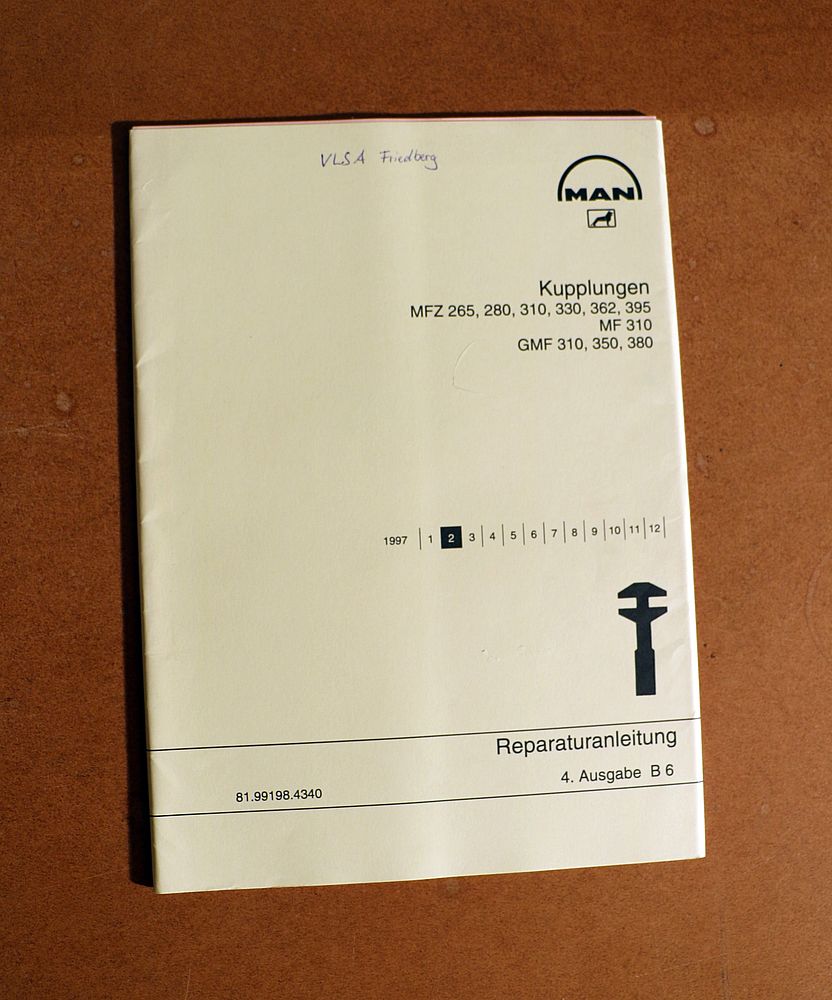 VLSA Friedberg
MAN
Kupplungen
MFZ 265, 280, 310, 330, 362, 395
MF 310
GMF 310, 350, 380
1997 1 2 3 4 5 6 7 8 9 10 11 12
Reparaturanleitung
4. Ausgabe B 6
81.99198.4340